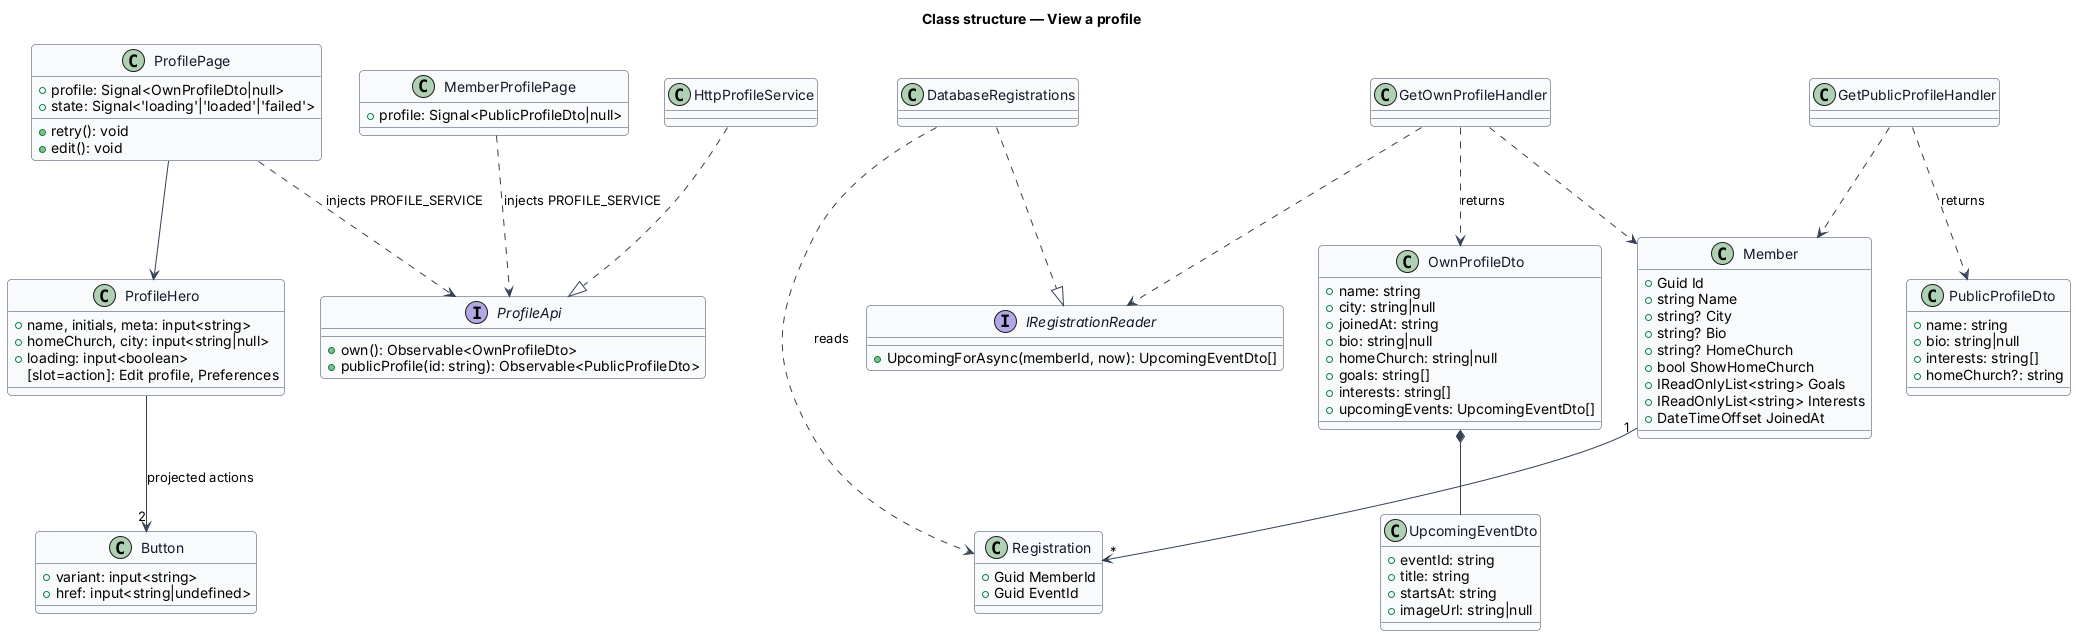 Class structure — View a profile
C ProfilePage
profile: Signal<OwnProfileDto|null>
state: Signal<'loading'|'loaded'|'failed'>
retry(): void
edit(): void
C MemberProfilePage
profile: Signal<PublicProfileDto|null>
C HttpProfileService
C DatabaseRegistrations
C GetOwnProfileHandler
C GetPublicProfileHandler
injects PROFILE_SERVICE
injects PROFILE_SERVICE
returns
returns
C ProfileHero
name, initials, meta: input<string>
homeChurch, city: input<string|null>
loading: input<boolean>
[slot=action]: Edit profile, Preferences
I ProfileApi
own(): Observable<OwnProfileDto>
publicProfile(id: string): Observable<PublicProfileDto>
reads
I IRegistrationReader
UpcomingForAsync(memberId, now): UpcomingEventDto[]
C OwnProfileDto
name: string
city: string|null
joinedAt: string
bio: string|null
homeChurch: string|null
goals: string[]
interests: string[]
upcomingEvents: UpcomingEventDto[]
C Member
Guid Id
string Name
string? City
string? Bio
string? HomeChurch
bool ShowHomeChurch
IReadOnlyList<string> Goals
IReadOnlyList<string> Interests
DateTimeOffset JoinedAt
C PublicProfileDto
name: string
bio: string|null
interests: string[]
homeChurch?: string
1
projected actions
2
*
C Button
variant: input<string>
href: input<string|undefined>
C Registration
Guid MemberId
Guid EventId
C UpcomingEventDto
eventId: string
title: string
startsAt: string
imageUrl: string|null